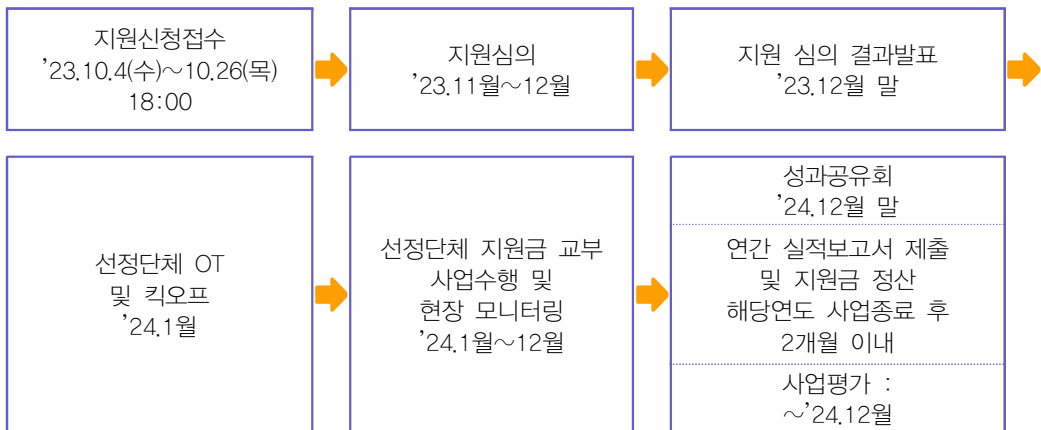 지원신청접수
’23.10.4(수)~10.26(목)
18:00
지원심의
’23.11월~12월
지원 심의 결과발표
’23.12월 말
선정단체 OT
및 킥오프
’24.1월
선정단체 지원금 교부
사업수행 및
현장 모니터링
’24.1월~12월
성과공유회
’24.12월 말
연간 실적보고서 제출
및 지원금 정산
해당연도 사업종료 후
2개월 이내
사업평가 :
~’24.12월